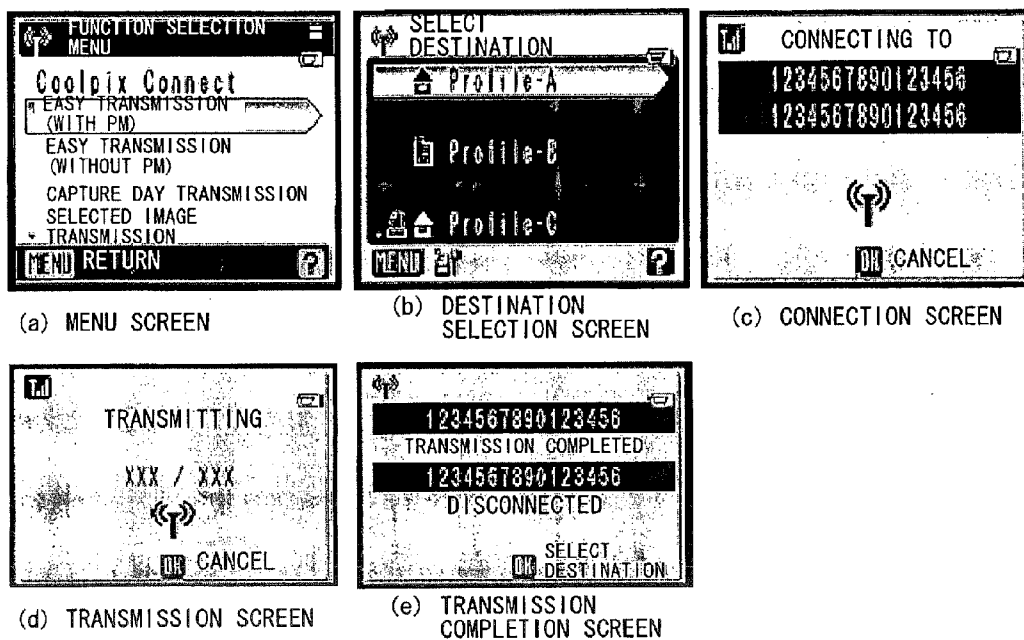 FUNCTION SELECTION
MENU
Coolpix Connect
EASY TRANSMISSION
(WITH PM)
EASY TRANSMISSION
(WITHOUT PM)
CAPTURE DAY TRANSMISSION
SELECTED IMAGE
TRANSMISSION
MENU RETURN ?
(a) MENU SCREEN
SELECT
DESTINATION
Profile-A
Profile-B
Profile-C
MENU ?
(b) DESTINATION
SELECTION SCREEN
CONNECTING TO
1234567890123456
1234567890123456
OK CANCEL
(c) CONNECTION SCREEN
TRANSMITTING
XXX / XXX
OK CANCEL
(d) TRANSMISSION SCREEN
1234567890123456
TRANSMISSION COMPLETED
1234567890123456
DISCONNECTED
OK SELECT
DESTINATION
(e) TRANSMISSION
COMPLETION SCREEN